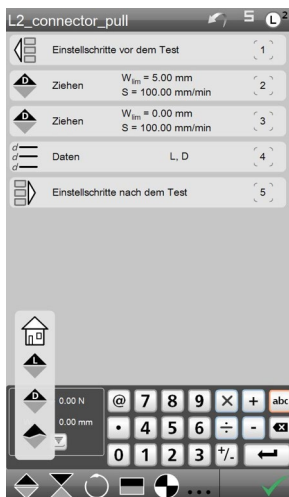 L2_connector_pull
5 L 2
Einstellschritte vor dem Test 1
D Ziehen Wlim = 5.00 mm
S = 100.00 mm/min 2
D Ziehen Wlim = 0.00 mm
S = 100.00 mm/min 3
d
d
d Daten L, D 4
Einstellschritte nach dem Test 5
L
D
0.00 N @ 7 8 9 × + abc
0.00 mm • 4 5 6 ÷ -
0 1 2 3 +/-
...